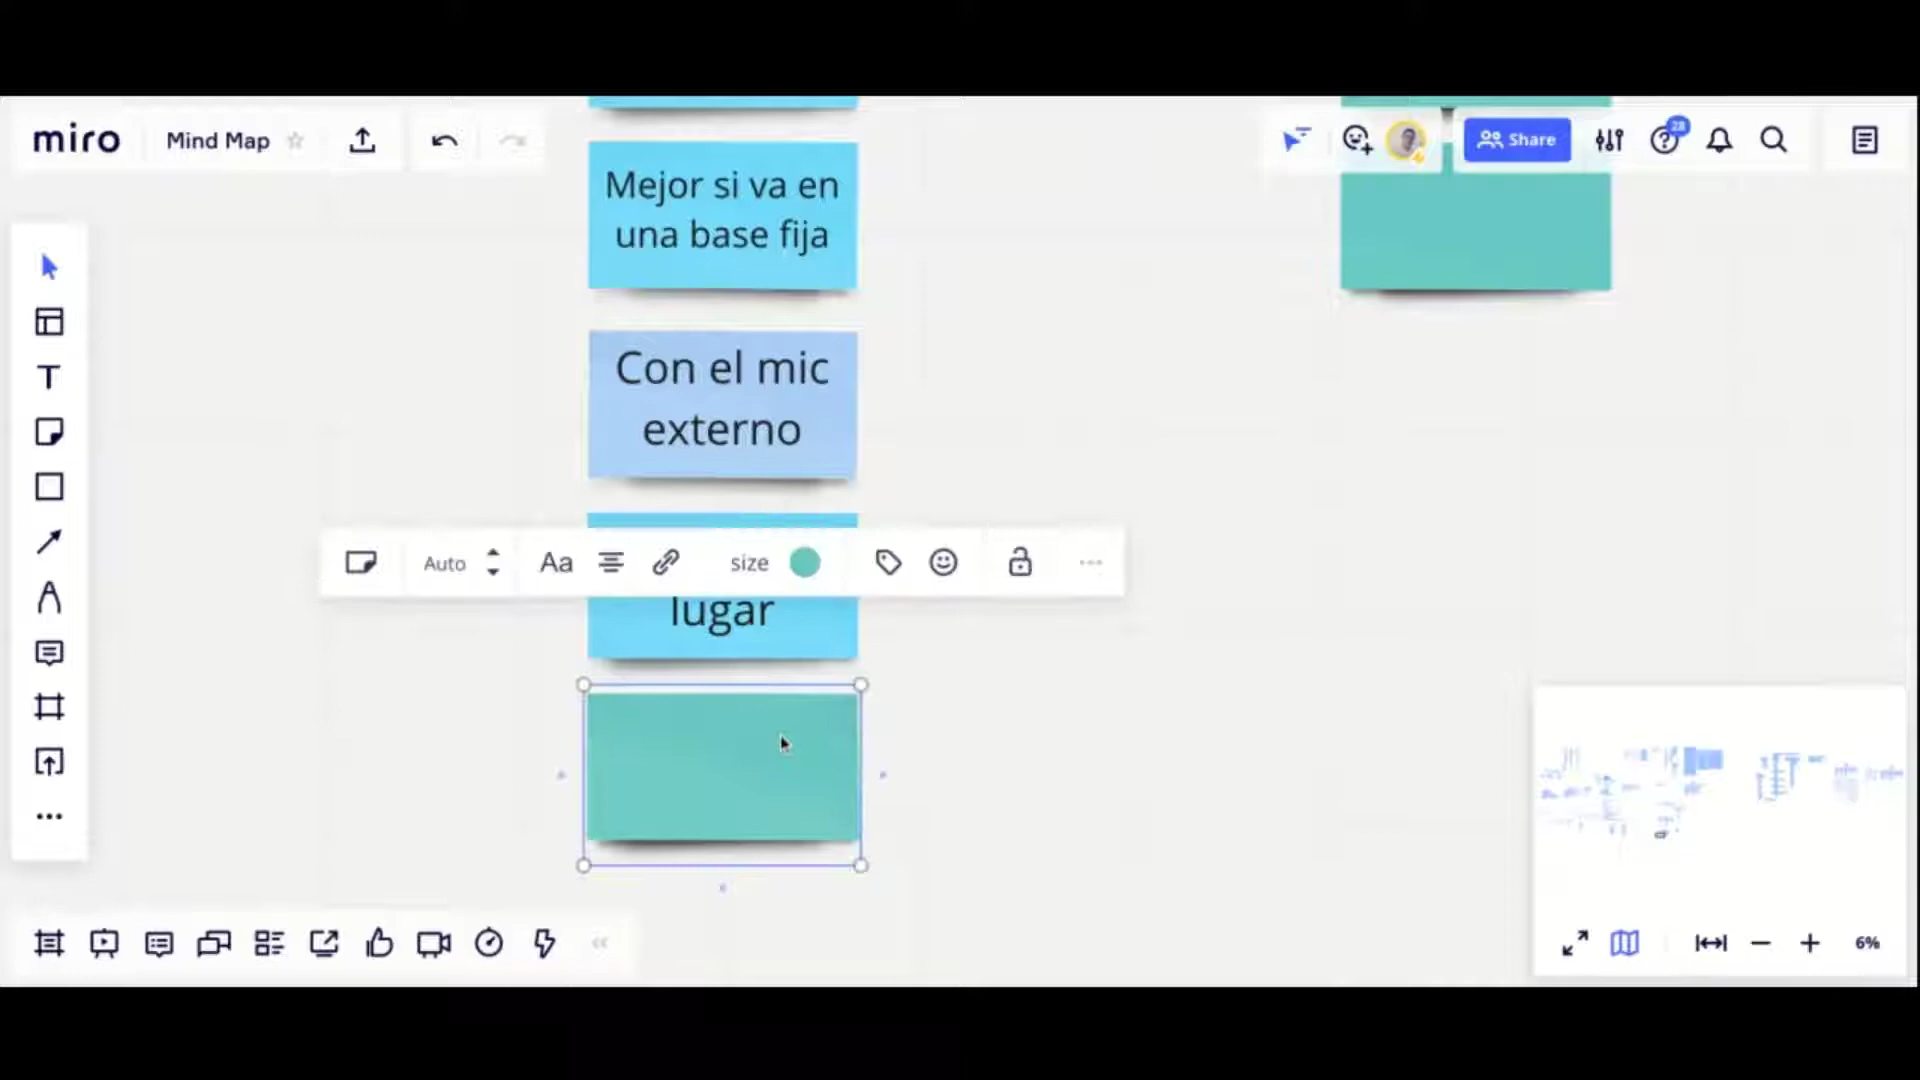 miro
Mind Map
Share
28
Mejor si va en
una base fija
Con el mic
externo
Auto
Aa
size
lugar
6%